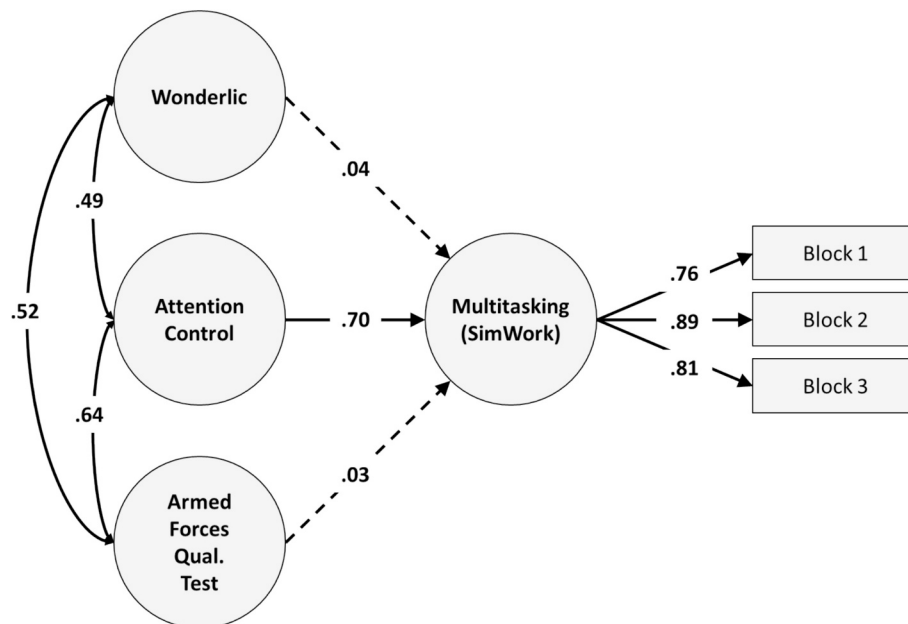 Wonderlic
.04
.49
Attention
Control
.52
.70
Multitasking
(SimWork)
.76
Block 1
.89
Block 2
.81
Block 3
.64
.03
Armed
Forces
Qual.
Test